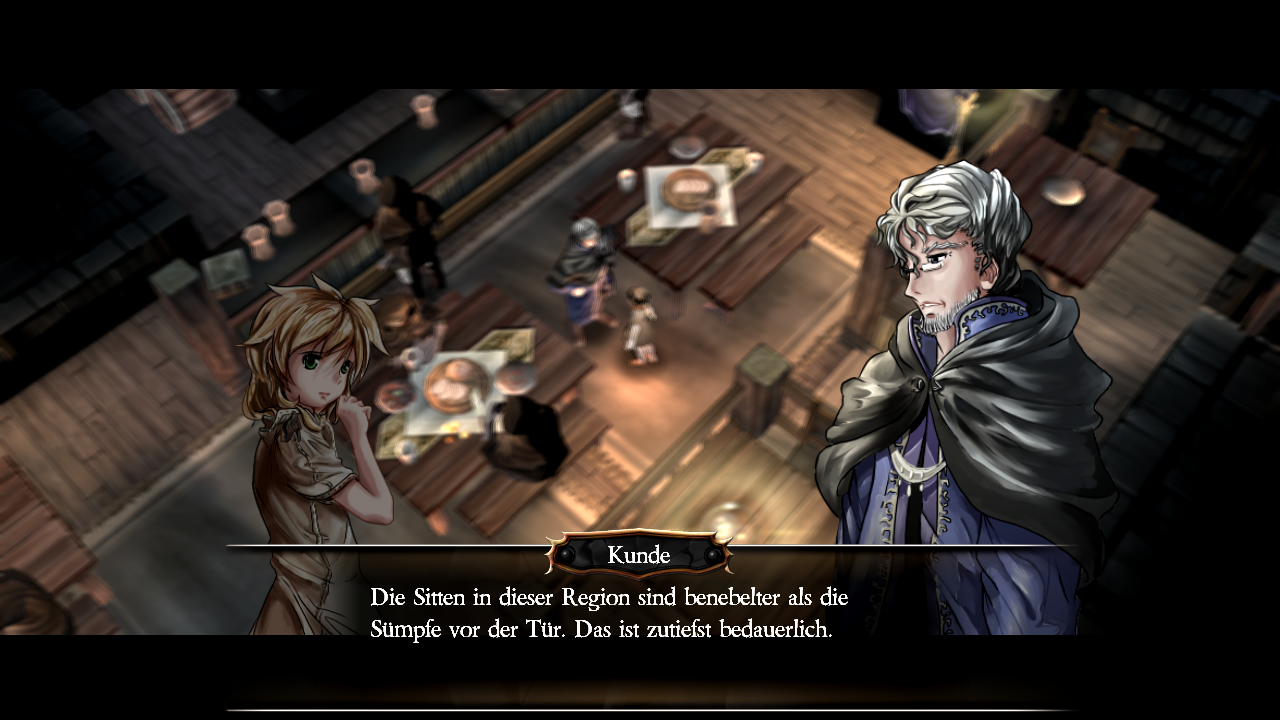 Kunde
Die Sitten in dieser Region sind benebelter als die
Sümpfe vor der Tür. Das ist zutiefst bedauerlich.